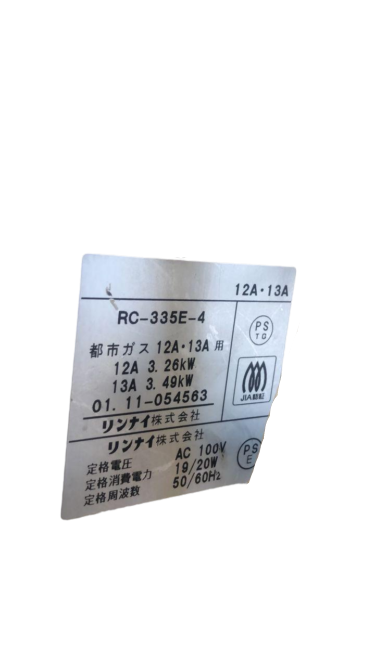 12A・13A
RC-335E-4
都市ガス 12A・13A 用
12A 3.26kW
13A 3.49kW
01. 11-054563
リンナイ株式会社
PS
TG
JIA認証
リンナイ株式会社
定格電圧 AC 100V
定格消費電力 19/20W
定格周波数 50/60Hz
PS
E